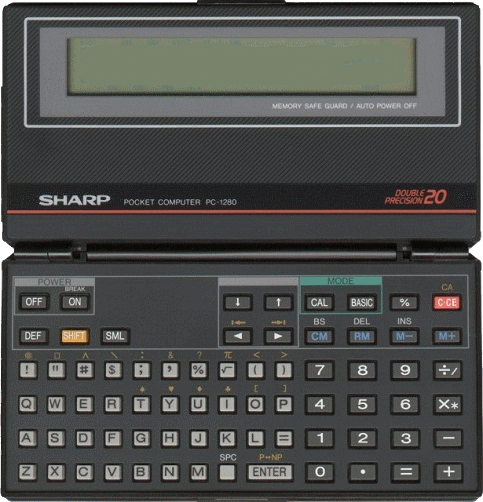 MEMORY SAFE GUARD / AUTO POWER OFF
SHARP POCKET COMPUTER PC-1280 DOUBLE PRECISION 20
POWER MODE
BREAK CA
OFF ON ↓ ↑ CAL BASIC % C·CE
BS DEL INS
DEF SHIFT SML ◄ ► CM RM M− M+
@ □ ∧ \ : & ? π < >
! " # $ ; , % √ ( ) 7 8 9 ÷/
♠ ♥ ♦ ♣ [ ]
Q W E R T Y U I O P 4 5 6 ×*
A S D F G H J K L = 1 2 3 −
SPC P↔NP
Z X C V B N M ENTER 0 • = +